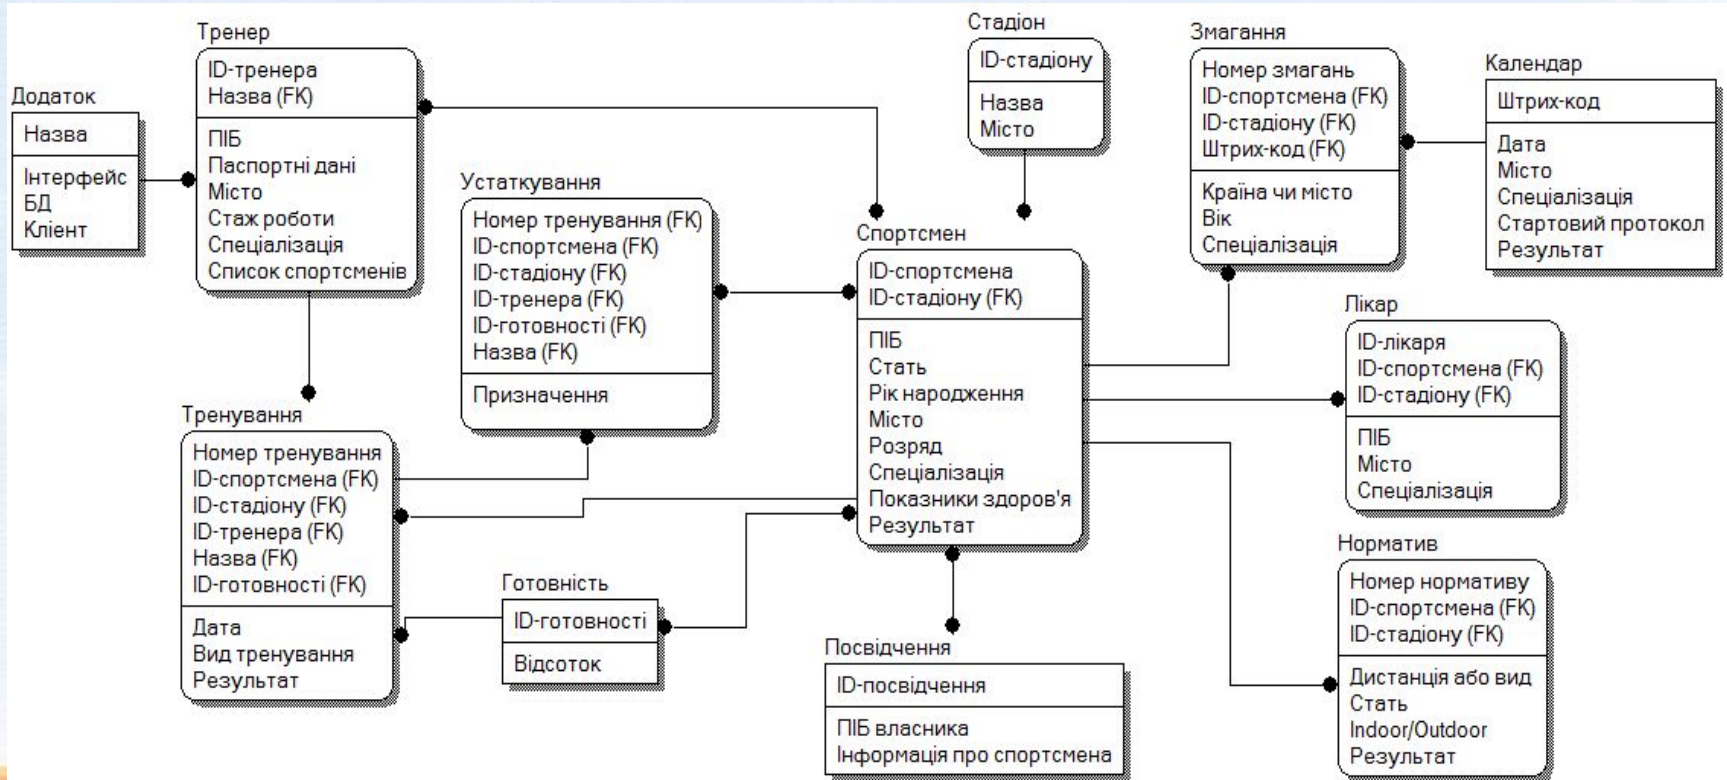 Додаток
Назва
Інтерфейс
БД
Клієнт
Тренер
ID-тренера
Назва (FK)
ПІБ
Паспортні дані
Місто
Стаж роботи
Спеціалізація
Список спортсменів
Устаткування
Номер тренування (FK)
ID-спортсмена (FK)
ID-стадіону (FK)
ID-тренера (FK)
ID-готовності (FK)
Назва (FK)
Призначення
Стадіон
ID-стадіону
Назва
Місто
Змагання
Номер змагань
ID-спортсмена (FK)
ID-стадіону (FK)
Штрих-код (FK)
Країна чи місто
Вік
Спеціалізація
Календар
Штрих-код
Дата
Місто
Спеціалізація
Стартовий протокол
Результат
Спортсмен
ID-спортсмена
ID-стадіону (FK)
ПІБ
Стать
Рік народження
Місто
Розряд
Спеціалізація
Показники здоров'я
Результат
Лікар
ID-лікаря
ID-спортсмена (FK)
ID-стадіону (FK)
ПІБ
Місто
Спеціалізація
Тренування
Номер тренування
ID-спортсмена (FK)
ID-стадіону (FK)
ID-тренера (FK)
Назва (FK)
ID-готовності (FK)
Дата
Вид тренування
Результат
Готовність
ID-готовності
Відсоток
Посвідчення
ID-посвідчення
ПІБ власника
Інформація про спортсмена
Норматив
Номер нормативу
ID-спортсмена (FK)
ID-стадіону (FK)
Дистанція або вид
Стать
Indoor/Outdoor
Результат